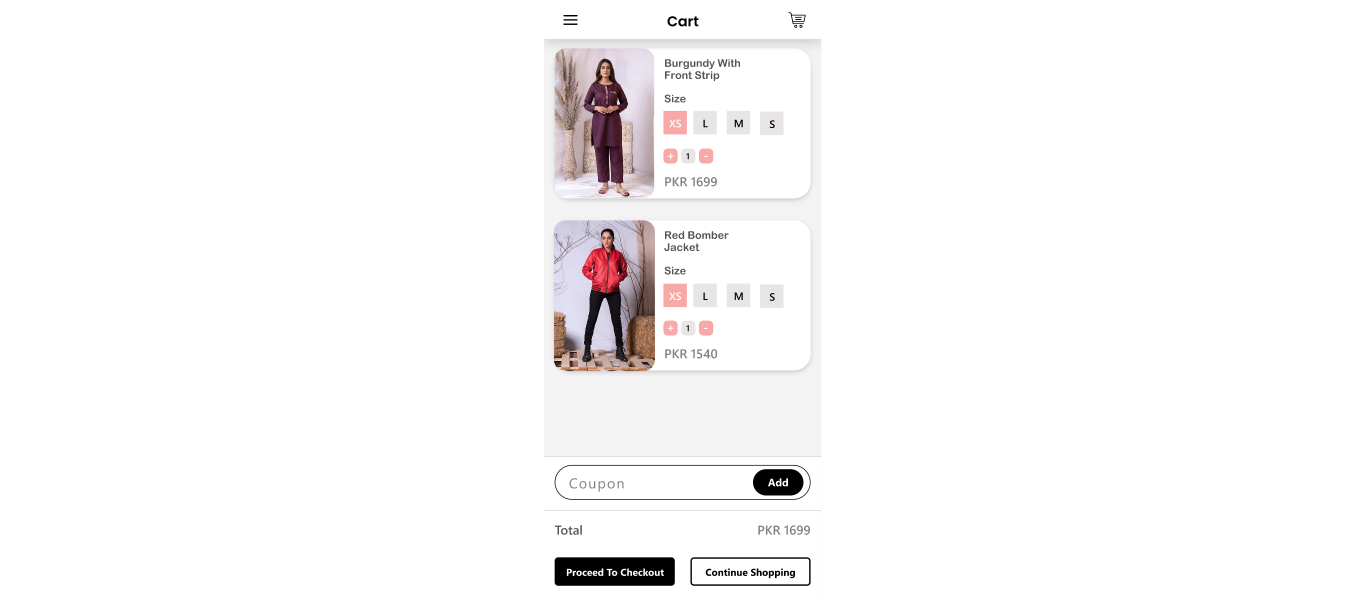 Cart
Burgundy With
Front Strip
Size
XS L M S
+ 1 -
PKR 1699
Red Bomber
Jacket
Size
XS L M S
+ 1 -
PKR 1540
Coupon Add
Total PKR 1699
Proceed To Checkout Continue Shopping